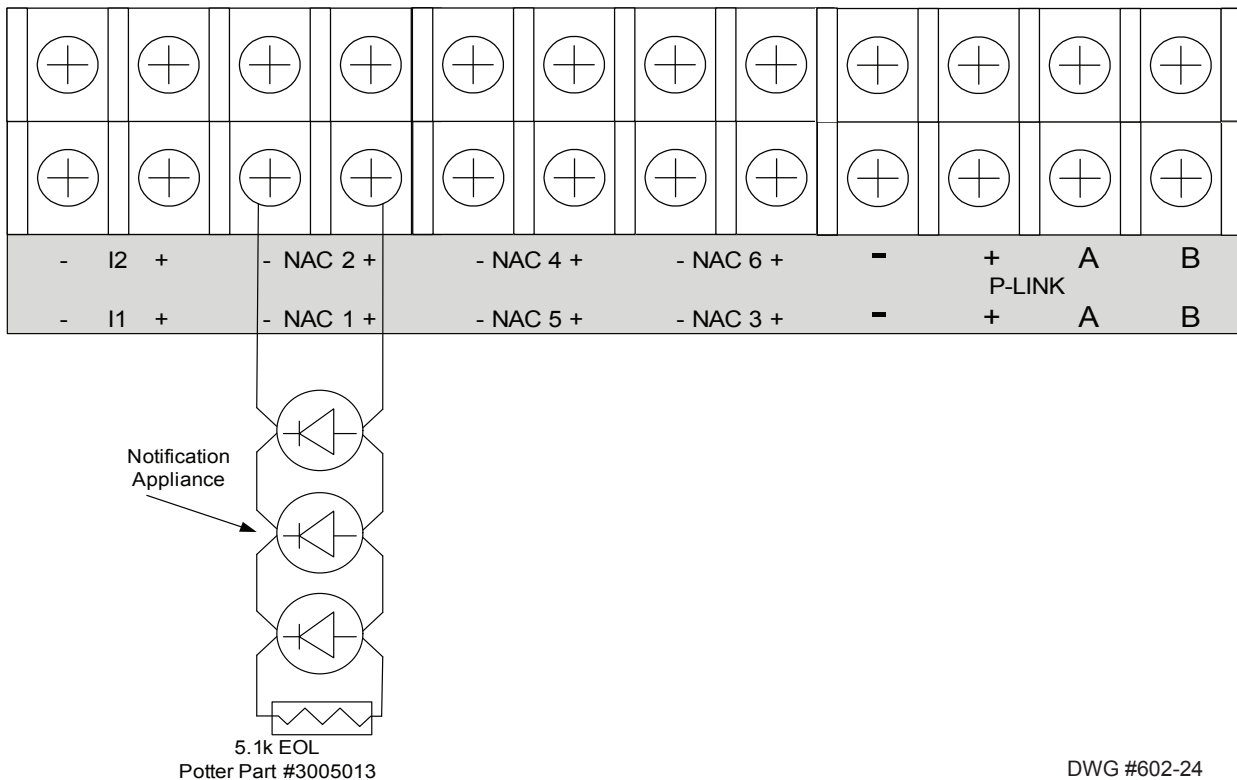 - I2 + - NAC 2 + - NAC 4 + - NAC 6 + - + A B
P-LINK
- I1 + - NAC 1 + - NAC 5 + - NAC 3 + - + A B
Notification
Appliance
5.1k EOL
Potter Part #3005013
DWG #602-24